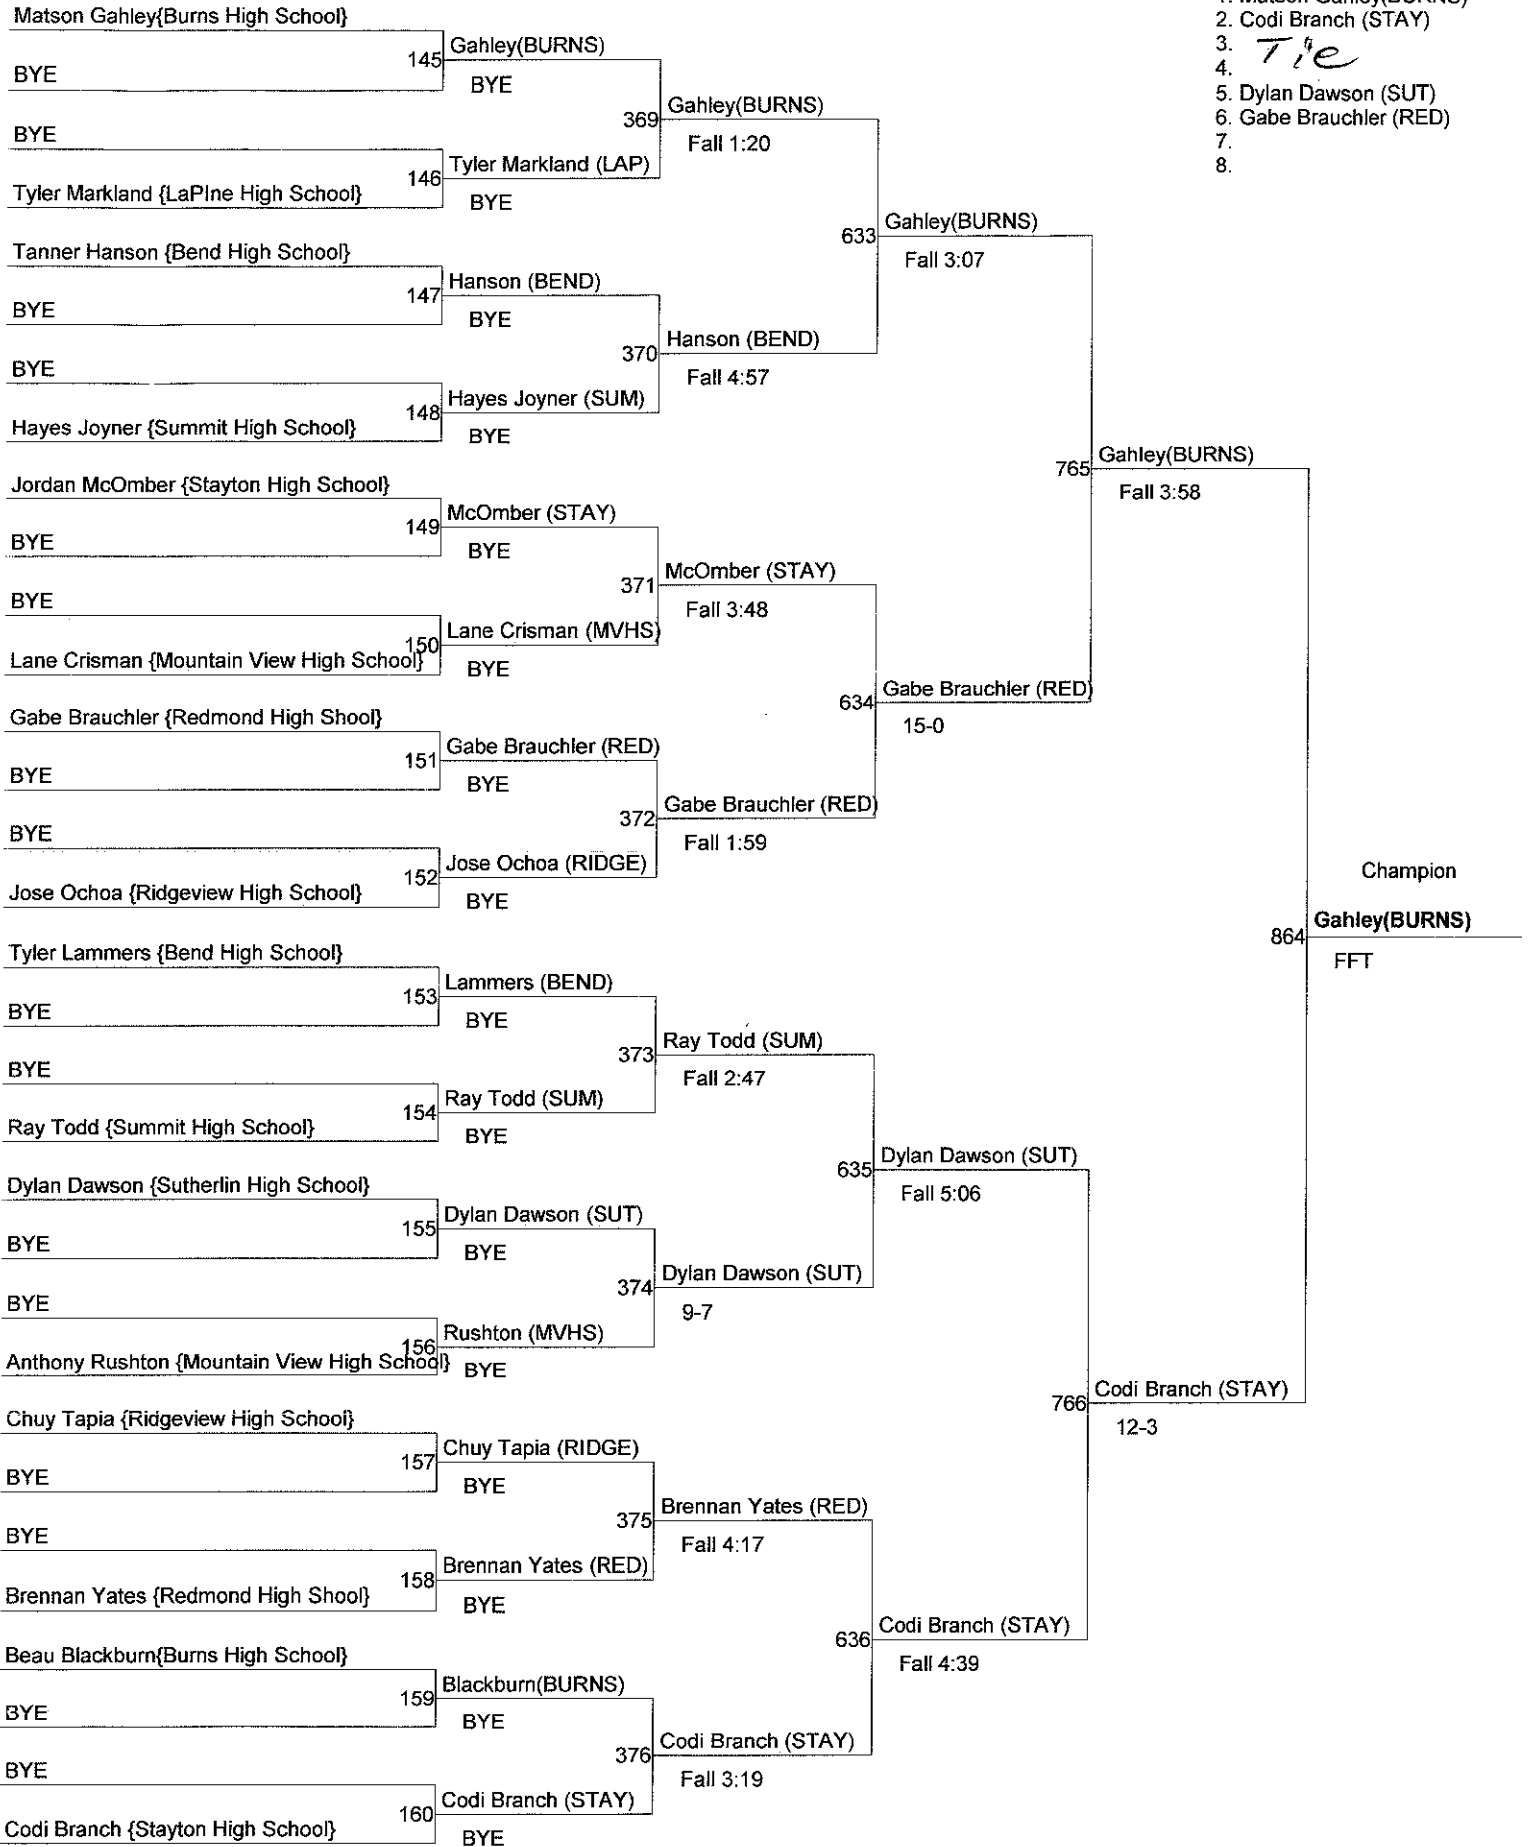 Matson Gahley{Burns High School}
145
BYE
Gahley(BURNS)
BYE
BYE
146
Tyler Markland {LaPIne High School}
Tyler Markland (LAP)
BYE
369
Gahley(BURNS)
Fall 1:20
Tanner Hanson {Bend High School}
147
BYE
Hanson (BEND)
BYE
BYE
148
Hayes Joyner {Summit High School}
Hayes Joyner (SUM)
BYE
370
Hanson (BEND)
Fall 4:57
633
Gahley(BURNS)
Fall 3:07
Jordan McOmber {Stayton High School}
149
BYE
McOmber (STAY)
BYE
BYE
150
Lane Crisman {Mountain View High School}
Lane Crisman (MVHS)
BYE
371
McOmber (STAY)
Fall 3:48
Gabe Brauchler {Redmond High Shool}
151
BYE
Gabe Brauchler (RED)
BYE
BYE
152
Jose Ochoa {Ridgeview High School}
Jose Ochoa (RIDGE)
BYE
372
Gabe Brauchler (RED)
Fall 1:59
634
Gabe Brauchler (RED)
15-0
765
Gahley(BURNS)
Fall 3:58
Tyler Lammers {Bend High School}
153
BYE
Lammers (BEND)
BYE
BYE
154
Ray Todd {Summit High School}
Ray Todd (SUM)
BYE
373
Ray Todd (SUM)
Fall 2:47
Dylan Dawson {Sutherlin High School}
155
BYE
Dylan Dawson (SUT)
BYE
BYE
156
Anthony Rushton {Mountain View High School}
Rushton (MVHS)
BYE
374
Dylan Dawson (SUT)
9-7
635
Dylan Dawson (SUT)
Fall 5:06
Chuy Tapia {Ridgeview High School}
157
BYE
Chuy Tapia (RIDGE)
BYE
BYE
158
Brennan Yates {Redmond High Shool}
Brennan Yates (RED)
BYE
375
Brennan Yates (RED)
Fall 4:17
Beau Blackburn{Burns High School}
159
BYE
Blackburn(BURNS)
BYE
BYE
160
Codi Branch {Stayton High School}
Codi Branch (STAY)
BYE
376
Codi Branch (STAY)
Fall 3:19
636
Codi Branch (STAY)
Fall 4:39
766
Codi Branch (STAY)
12-3
Champion
864
Gahley(BURNS)
FFT
1. Matson Gahley(BURNS)
2. Codi Branch (STAY)
3.
4.
Tie
5. Dylan Dawson (SUT)
6. Gabe Brauchler (RED)
7.
8.